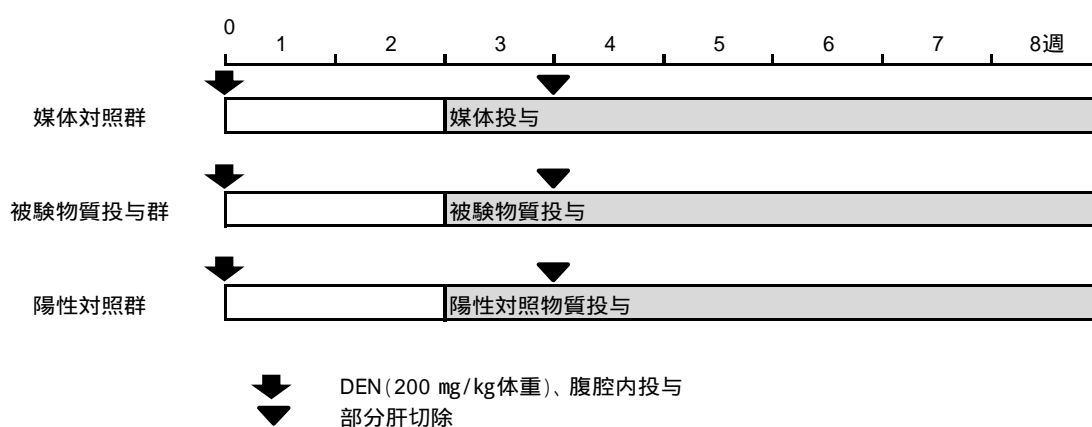 0
1 2 3 4 5 6 7 8週
媒体対照群
媒体投与
被験物質投与群
被験物質投与
陽性対照群
陽性対照物質投与
DEN(200 mg/kg体重)、腹腔内投与
部分肝切除